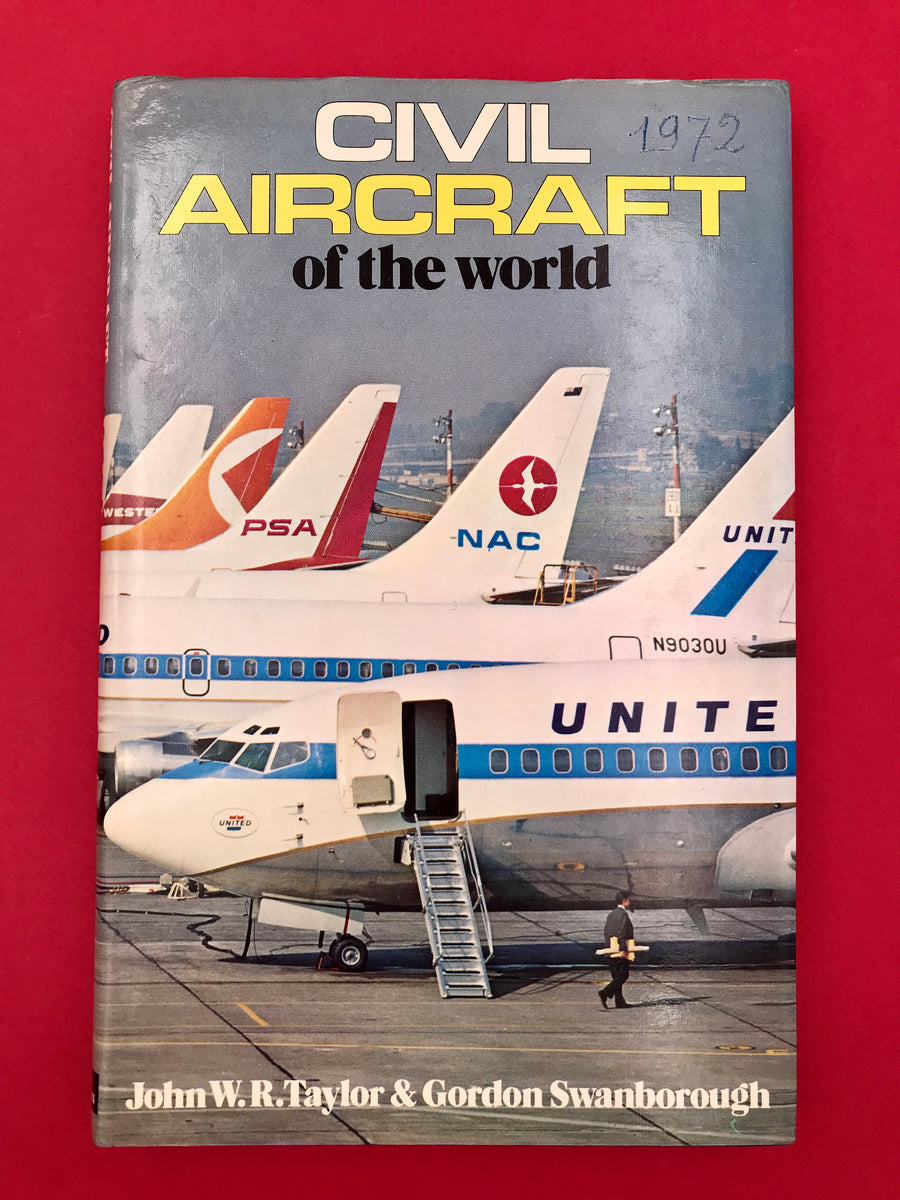 CIVIL
1972
AIRCRAFT
of the world
WESTE
PSA
NAC
UNIT
N9030U
UNITE
UNITED
John W.R. Taylor & Gordon Swanborough